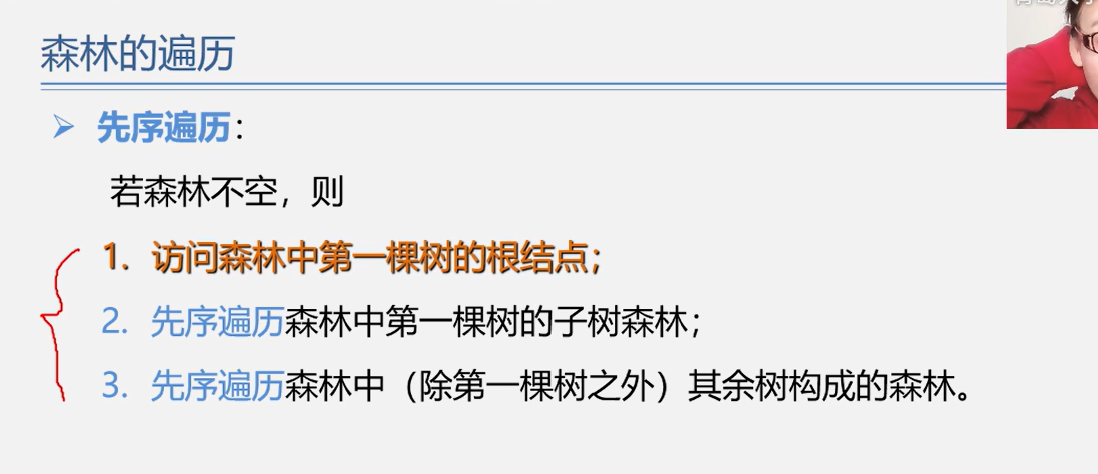 森林的遍历
➢ 先序遍历：
若森林不空，则
1. 访问森林中第一棵树的根结点；
2. 先序遍历森林中第一棵树的子树森林；
3. 先序遍历森林中（除第一棵树之外）其余树构成的森林。